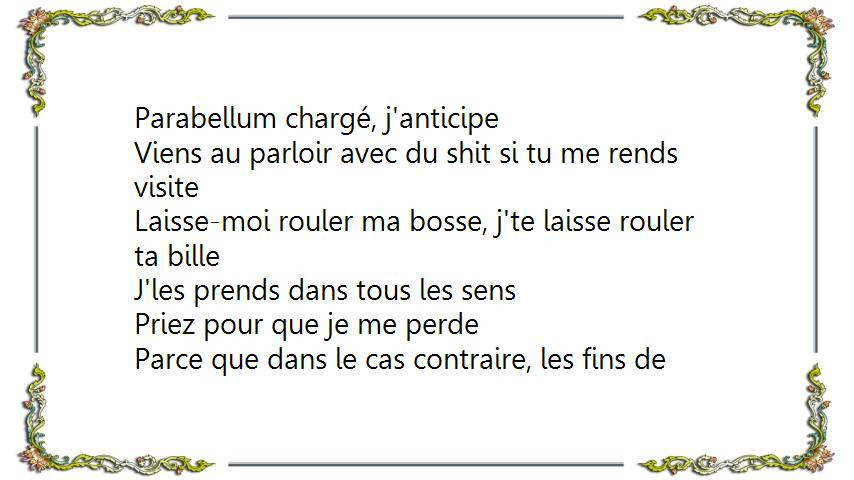 Parabellum chargé, j'anticipe
Viens au parloir avec du shit si tu me rends
visite
Laisse-moi rouler ma bosse, j'te laisse rouler
ta bille
J'les prends dans tous les sens
Priez pour que je me perde
Parce que dans le cas contraire, les fins de